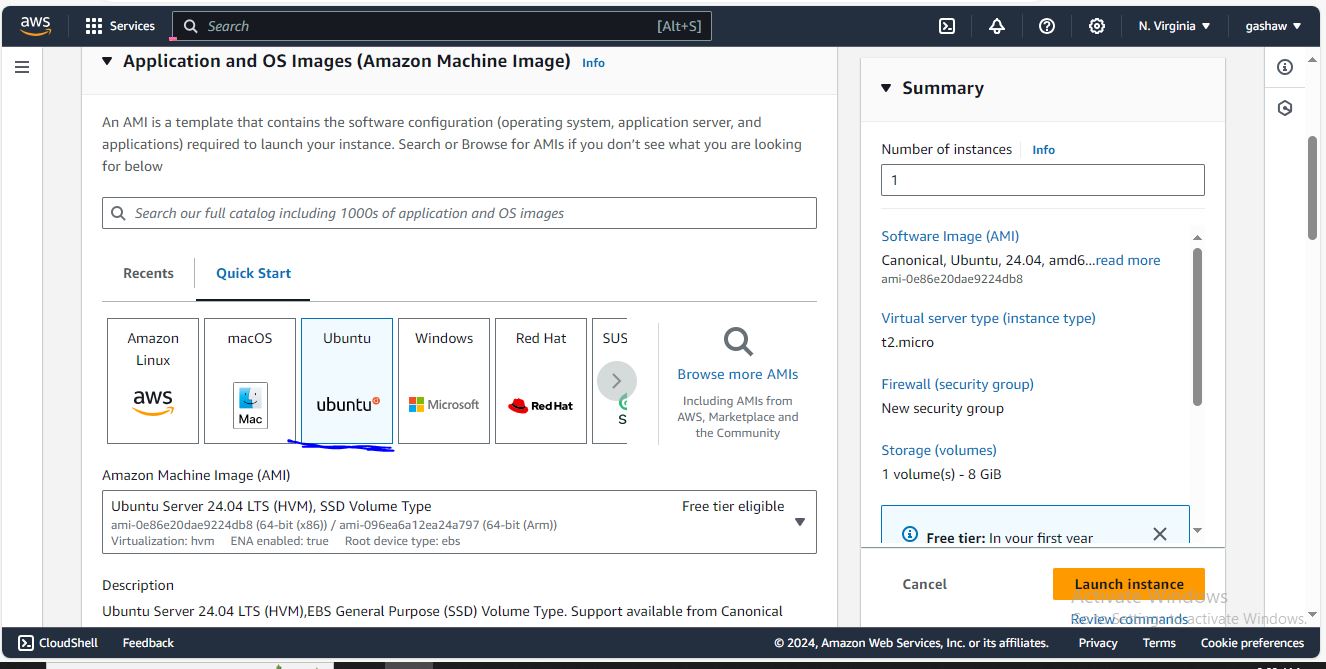 aws
Services
Search
[Alt+S]
N. Virginia
gashaw
Application and OS Images (Amazon Machine Image) Info
An AMI is a template that contains the software configuration (operating system, application server, and
applications) required to launch your instance. Search or Browse for AMIs if you don't see what you are looking
for below
Search our full catalog including 1000s of application and OS images
Recents
Quick Start
Amazon
Linux
aws
macOS
Mac
Ubuntu
ubuntu
Windows
Microsoft
Red Hat
Red Hat
SUS
S
Browse more AMIs
Including AMIs from
AWS, Marketplace and
the Community
Amazon Machine Image (AMI)
Ubuntu Server 24.04 LTS (HVM), SSD Volume Type
Free tier eligible
ami-0e86e20dae9224db8 (64-bit (x86)) / ami-096ea6a12ea24a797 (64-bit (Arm))
Virtualization: hvm ENA enabled: true Root device type: ebs
Description
Ubuntu Server 24.04 LTS (HVM),EBS General Purpose (SSD) Volume Type. Support available from Canonical
Summary
Number of instances Info
1
Software Image (AMI)
Canonical, Ubuntu, 24.04, amd6...read more
ami-0e86e20dae9224db8
Virtual server type (instance type)
t2.micro
Firewall (security group)
New security group
Storage (volumes)
1 volume(s) - 8 GiB
Free tier: In your first year
Cancel
Launch instance
Activate Windows
Review commands
Go to Settings to activate Windows.
CloudShell
Feedback
© 2024, Amazon Web Services, Inc. or its affiliates.
Privacy
Terms
Cookie preferences